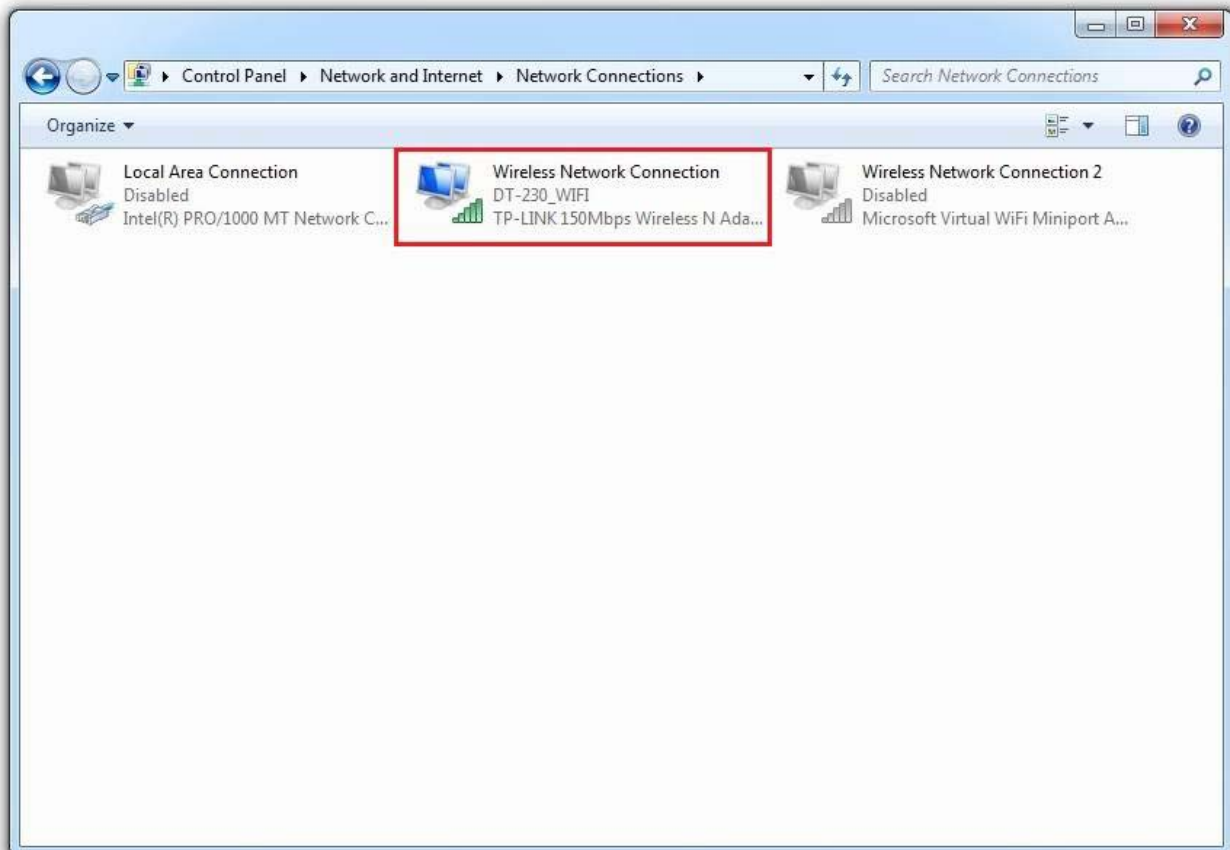 Control Panel ▸ Network and Internet ▸ Network Connections ▸
Search Network Connections
Organize
Local Area Connection
Disabled
Intel(R) PRO/1000 MT Network C...
Wireless Network Connection
DT-230_WIFI
TP-LINK 150Mbps Wireless N Ada...
Wireless Network Connection 2
Disabled
Microsoft Virtual WiFi Miniport A...